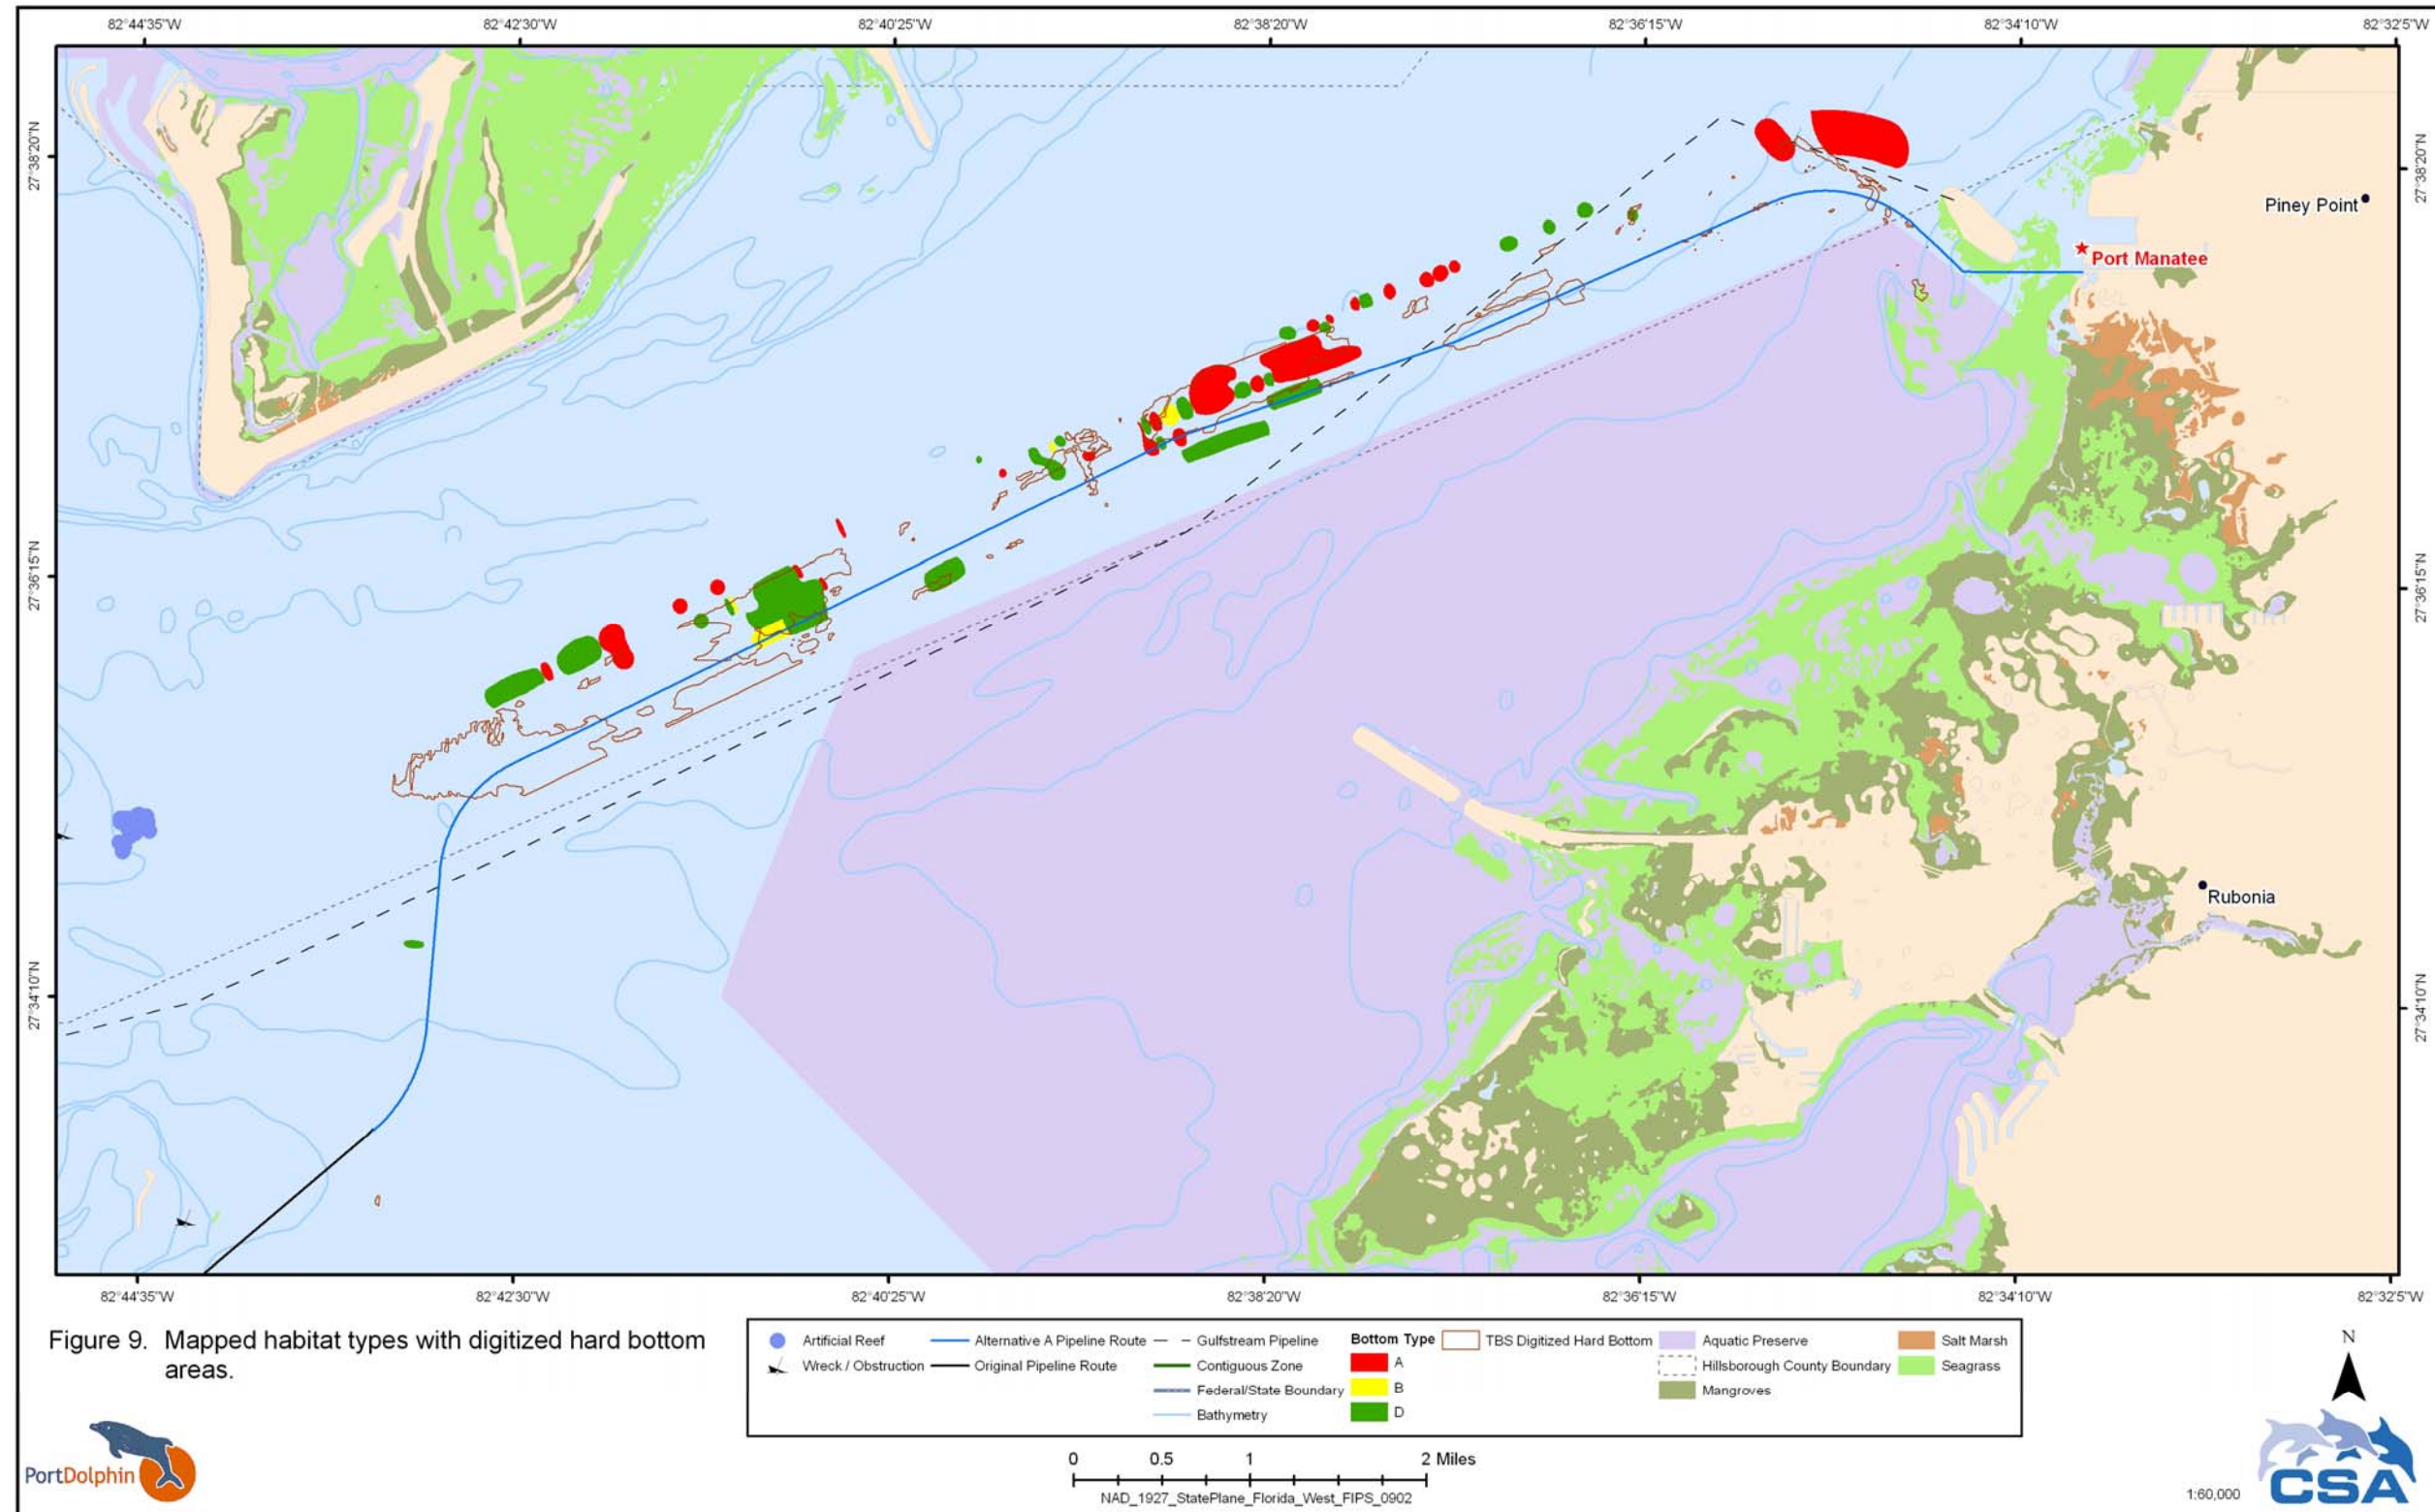 82°44'35"W 82°42'30"W 82°40'25"W 82°38'20"W 82°36'15"W 82°34'10"W 82°32'5"W
27°38'20"N 27°38'20"N
Piney Point
Port Manatee
27°36'15"N 27°36'15"N
Rubonia
27°34'10"N 27°34'10"N
82°44'35"W 82°42'30"W 82°40'25"W 82°38'20"W 82°36'15"W 82°34'10"W 82°32'5"W
Figure 9. Mapped habitat types with digitized hard bottom
areas.
Artificial Reef
Wreck / Obstruction
Alternative A Pipeline Route
Original Pipeline Route
Gulfstream Pipeline
Contiguous Zone
Federal/State Boundary
Bathymetry
Bottom Type
A
B
D
TBS Digitized Hard Bottom
Aquatic Preserve
Hillsborough County Boundary
Mangroves
Salt Marsh
Seagrass
N
PortDolphin
0 0.5 1 2 Miles
NAD_1927_StatePlane_Florida_West_FIPS_0902
1:60,000
CSA